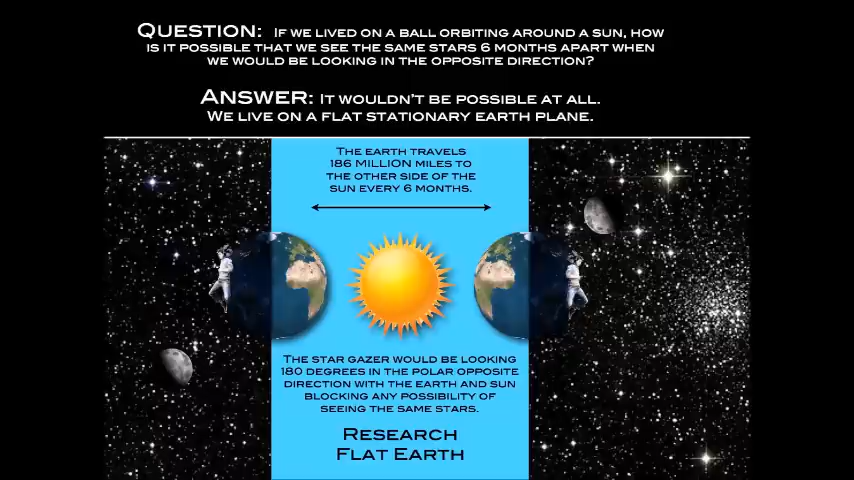 QUESTION: IF WE LIVED ON A BALL ORBITING AROUND A SUN, HOW
IS IT POSSIBLE THAT WE SEE THE SAME STARS 6 MONTHS APART WHEN
WE WOULD BE LOOKING IN THE OPPOSITE DIRECTION?
ANSWER: IT WOULDN'T BE POSSIBLE AT ALL.
WE LIVE ON A FLAT STATIONARY EARTH PLANE.
THE EARTH TRAVELS
186 MILLION MILES TO
THE OTHER SIDE OF THE
SUN EVERY 6 MONTHS.
THE STAR GAZER WOULD BE LOOKING
180 DEGREES IN THE POLAR OPPOSITE
DIRECTION WITH THE EARTH AND SUN
BLOCKING ANY POSSIBILITY OF
SEEING THE SAME STARS.
RESEARCH
FLAT EARTH